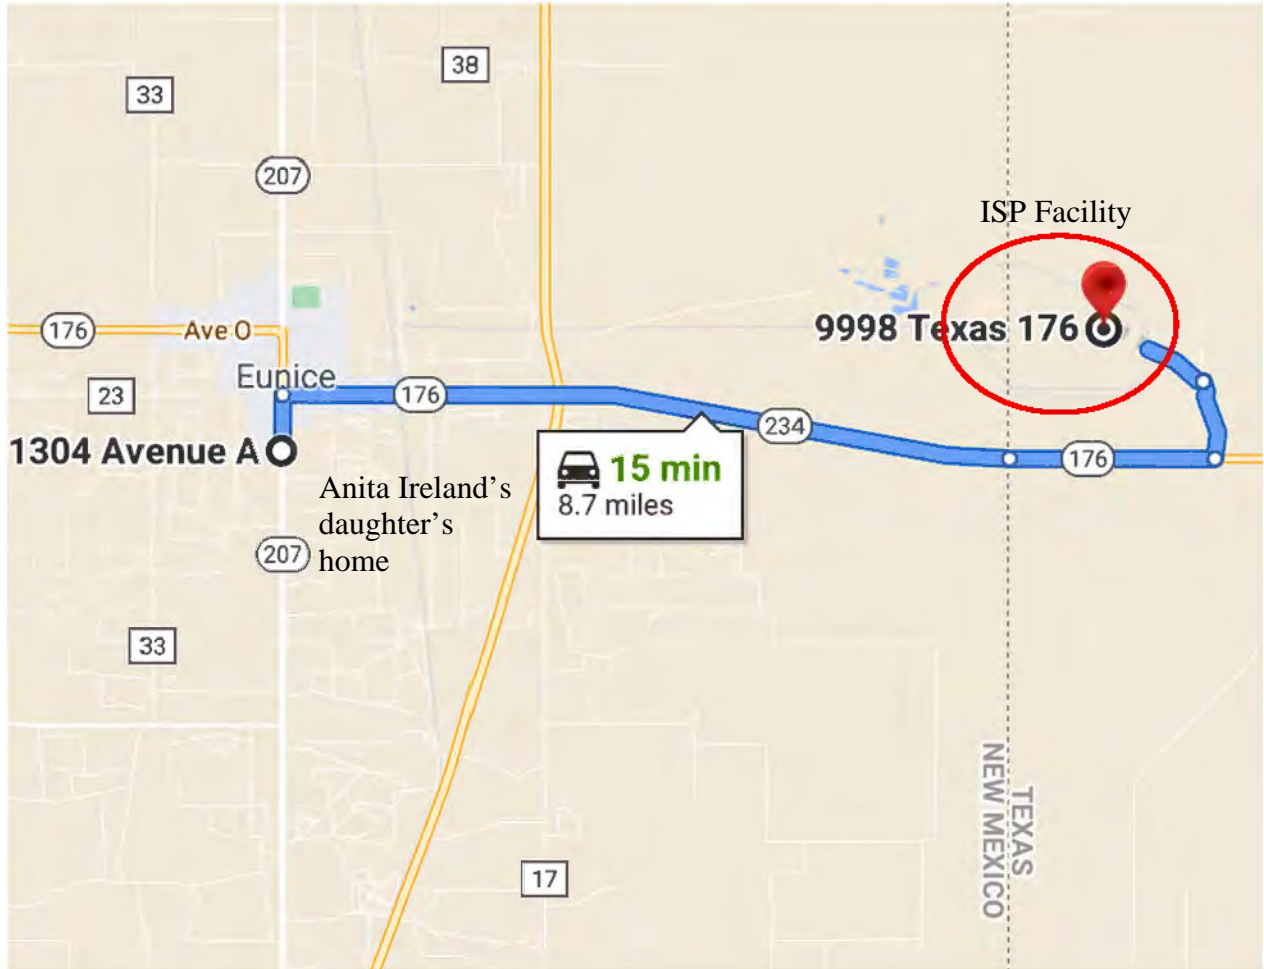 38
33
207
ISP Facility
176
Ave O
9998 Texas 176
Eunice
23
176
234
1304 Avenue A
15 min
8.7 miles
176
Anita Ireland’s
daughter’s
home
207
33
NEW MEXICO
TEXAS
17